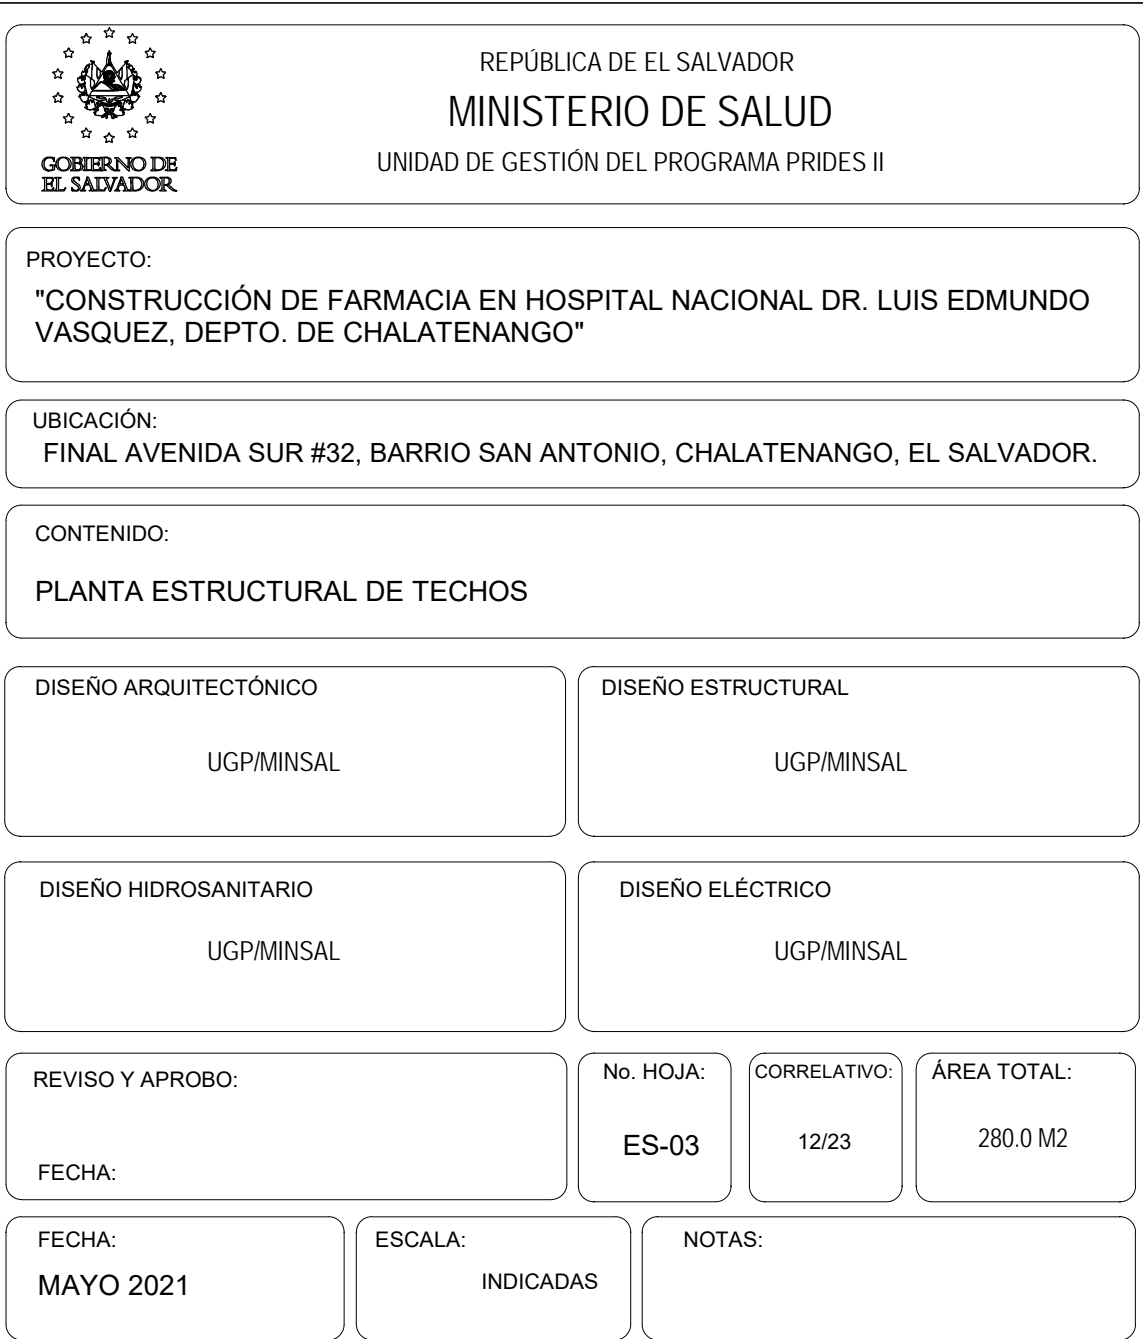 GOBIERNO DE
EL SALVADOR
REPÚBLICA DE EL SALVADOR
MINISTERIO DE SALUD
UNIDAD DE GESTIÓN DEL PROGRAMA PRIDES II
PROYECTO:
"CONSTRUCCIÓN DE FARMACIA EN HOSPITAL NACIONAL DR. LUIS EDMUNDO
VASQUEZ, DEPTO. DE CHALATENANGO"
UBICACIÓN:
FINAL AVENIDA SUR #32, BARRIO SAN ANTONIO, CHALATENANGO, EL SALVADOR.
CONTENIDO:
PLANTA ESTRUCTURAL DE TECHOS
DISEÑO ARQUITECTÓNICO
UGP/MINSAL
DISEÑO ESTRUCTURAL
UGP/MINSAL
DISEÑO HIDROSANITARIO
UGP/MINSAL
DISEÑO ELÉCTRICO
UGP/MINSAL
REVISO Y APROBO:
FECHA:
No. HOJA:
ES-03
CORRELATIVO:
12/23
ÁREA TOTAL:
280.0 M2
FECHA:
MAYO 2021
ESCALA:
INDICADAS
NOTAS: